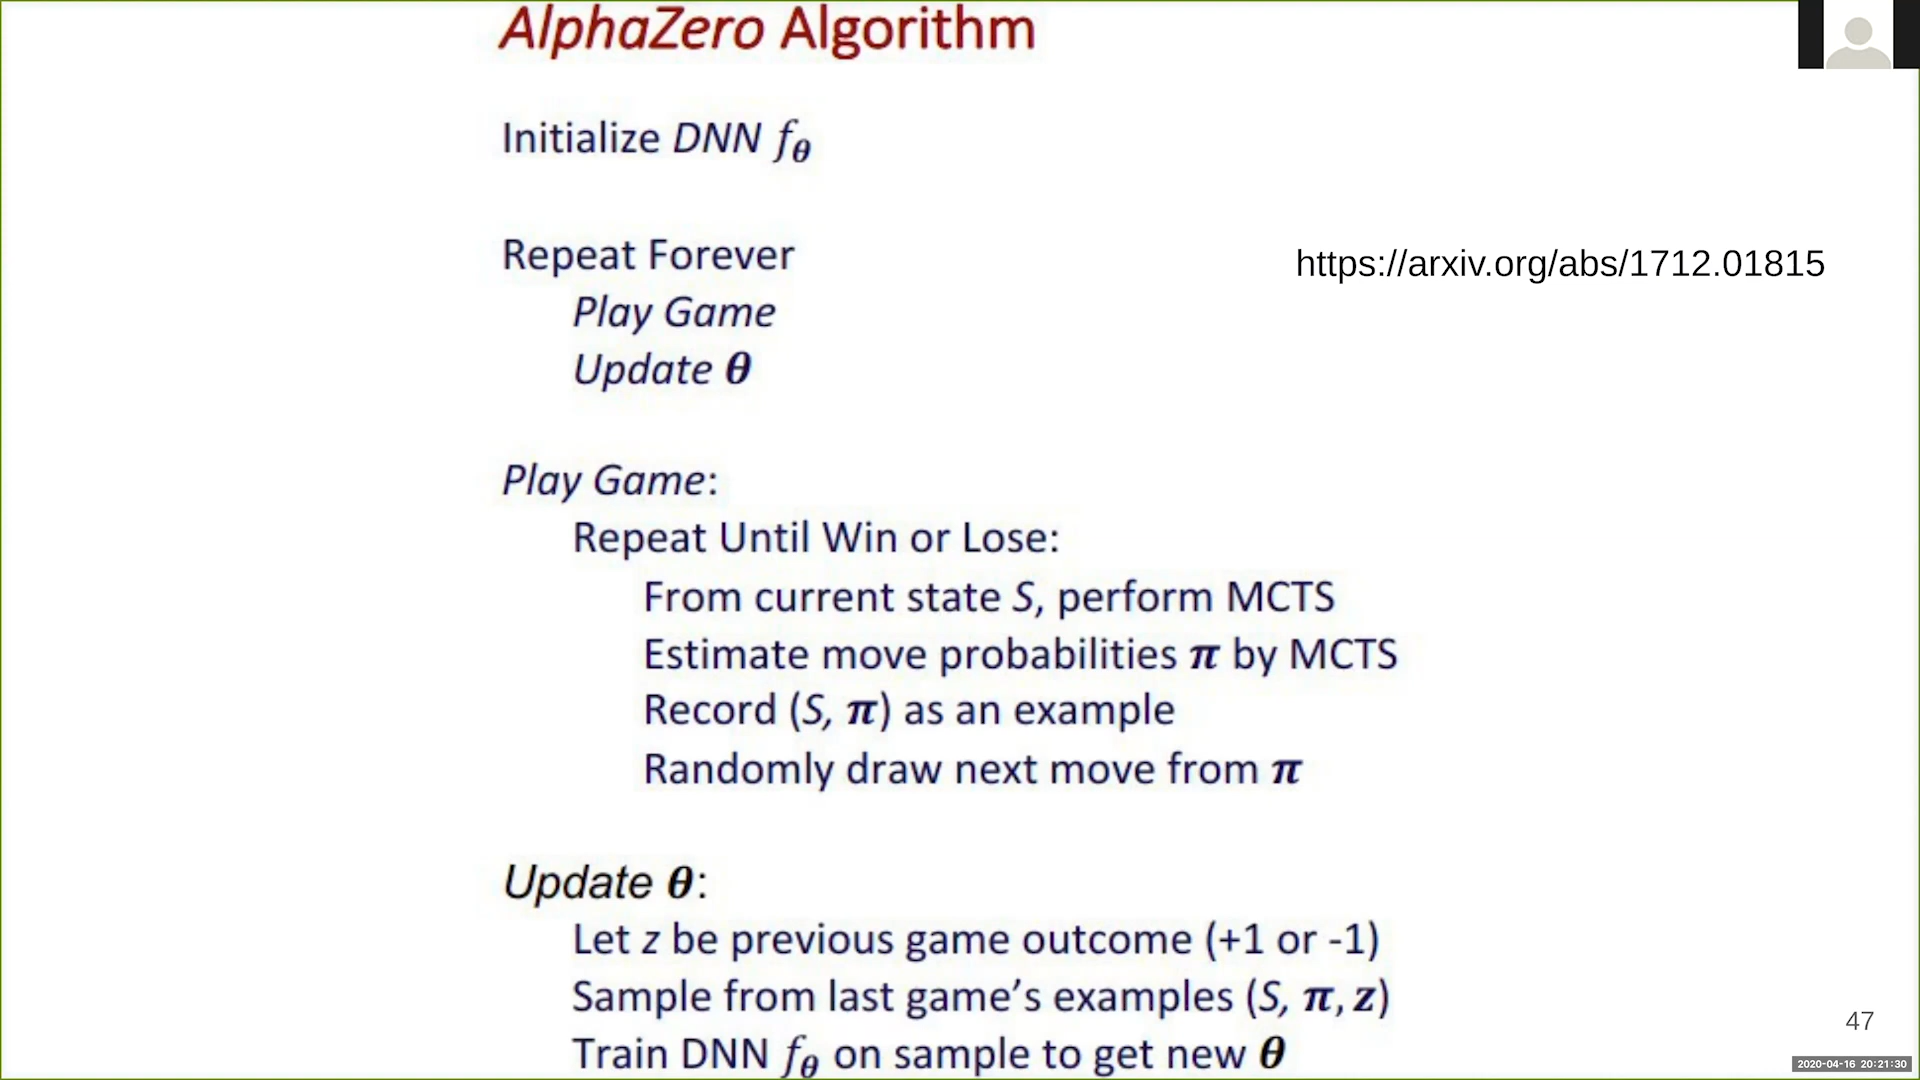 AlphaZero Algorithm
Initialize DNN fθ
Repeat Forever
https://arxiv.org/abs/1712.01815
Play Game
Update θ
Play Game:
Repeat Until Win or Lose:
From current state S, perform MCTS
Estimate move probabilities π by MCTS
Record (S, π) as an example
Randomly draw next move from π
Update θ:
Let z be previous game outcome (+1 or -1)
Sample from last game’s examples (S, π, z)
Train DNN fθ on sample to get new θ
47
2020-04-16 20:21:30